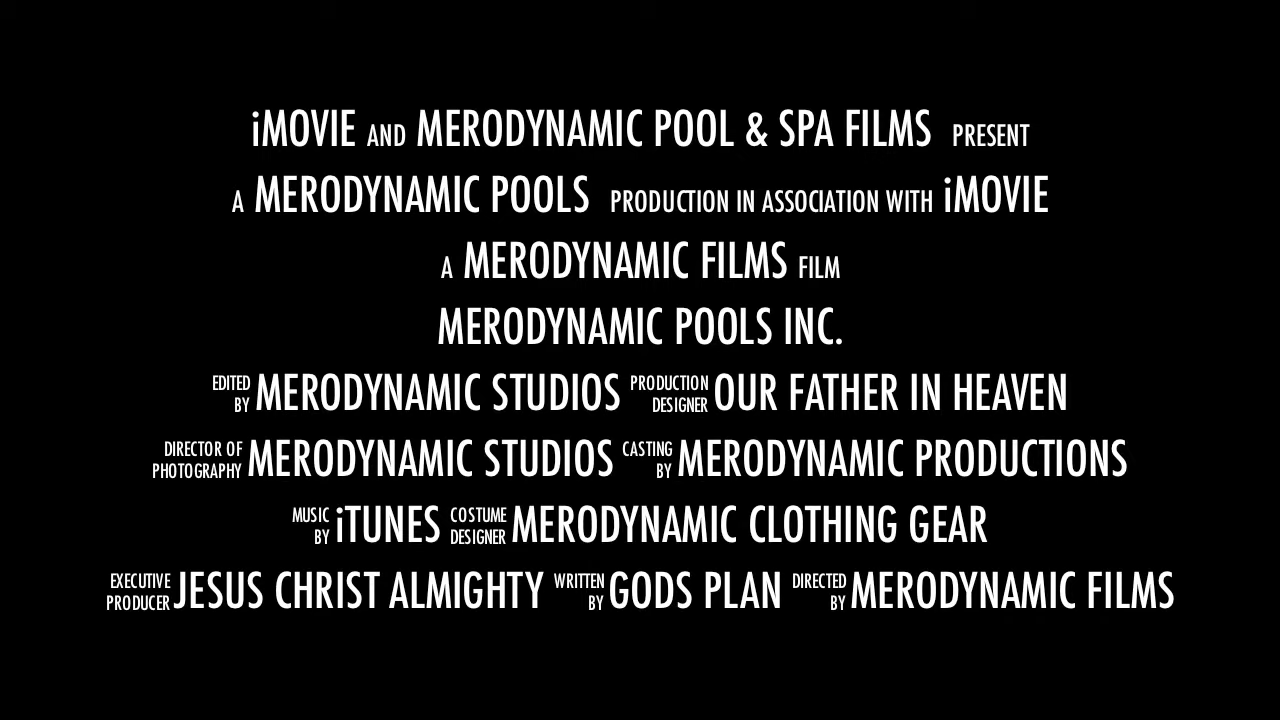 iMOVIE AND MERODYNAMIC POOL & SPA FILMS PRESENT
A MERODYNAMIC POOLS PRODUCTION IN ASSOCIATION WITH iMOVIE
A MERODYNAMIC FILMS FILM
MERODYNAMIC POOLS INC.
EDITED BY MERODYNAMIC STUDIOS PRODUCTION DESIGNER OUR FATHER IN HEAVEN
DIRECTOR OF PHOTOGRAPHY MERODYNAMIC STUDIOS CASTING BY MERODYNAMIC PRODUCTIONS
MUSIC BY iTUNES COSTUME DESIGNER MERODYNAMIC CLOTHING GEAR
EXECUTIVE PRODUCER JESUS CHRIST ALMIGHTY WRITTEN BY GODS PLAN DIRECTED BY MERODYNAMIC FILMS